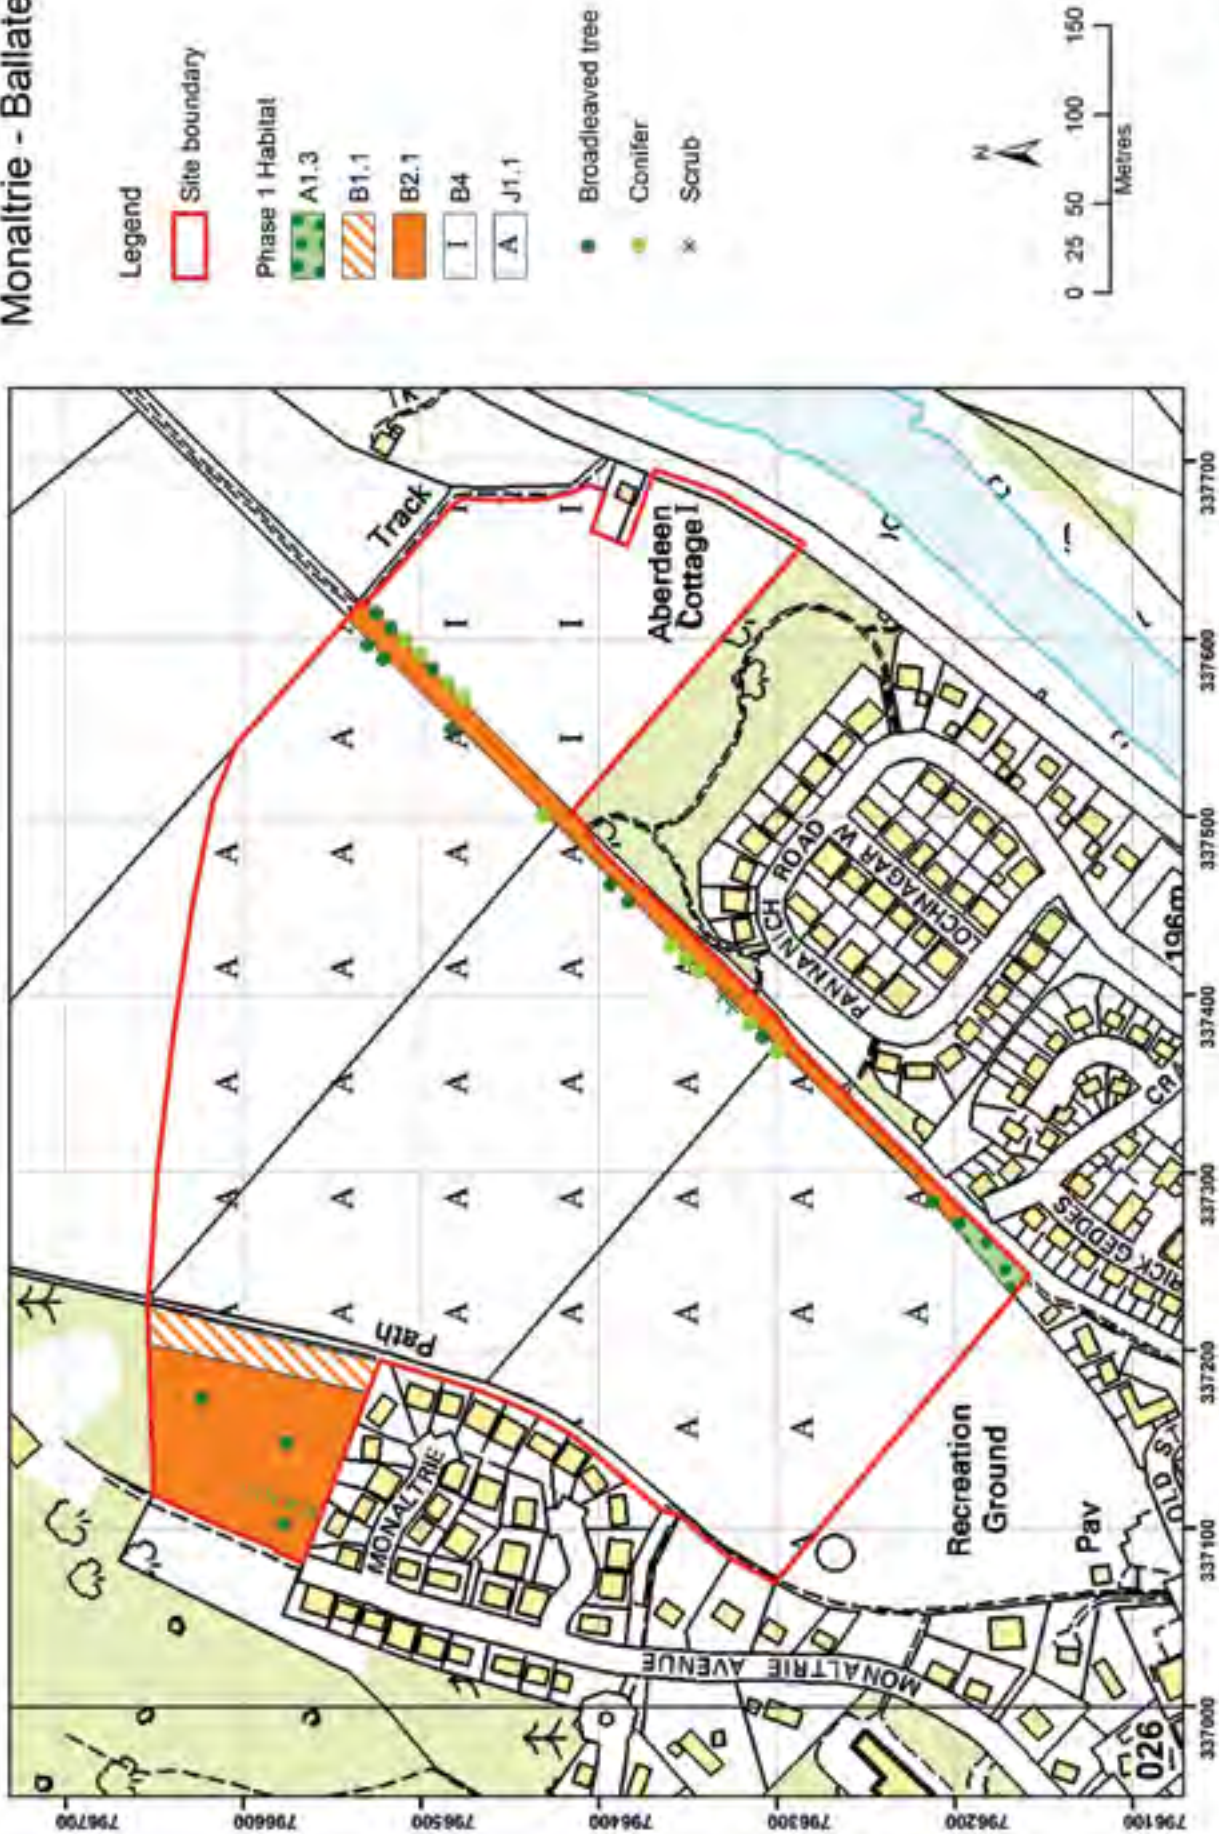 Monaltrie - Ballate
Legend
Site boundary
Phase 1 Habitat
A1.3
B1.1
B2.1
I B4
A J1.1
Broadleaved tree
Conifer
Scrub
N
0 25 50 100 150
Metres
Track
Aberdeen
Cottage
I
I I I
I I I
A A A A A
A A A A A A
A A A A A A
A A A A
A A A A A
A A A
A
Path
MONALTRIE
MONALTRIE AVENUE
PANNANICH ROAD
LOCHNAGAR W
RICK GEDDES
CRA
OLD S
Recreation
Ground
Pav
196m
026
796700
796600
796500
796400
796300
796200
796100
337000
337100
337200
337300
337400
337500
337600
337700